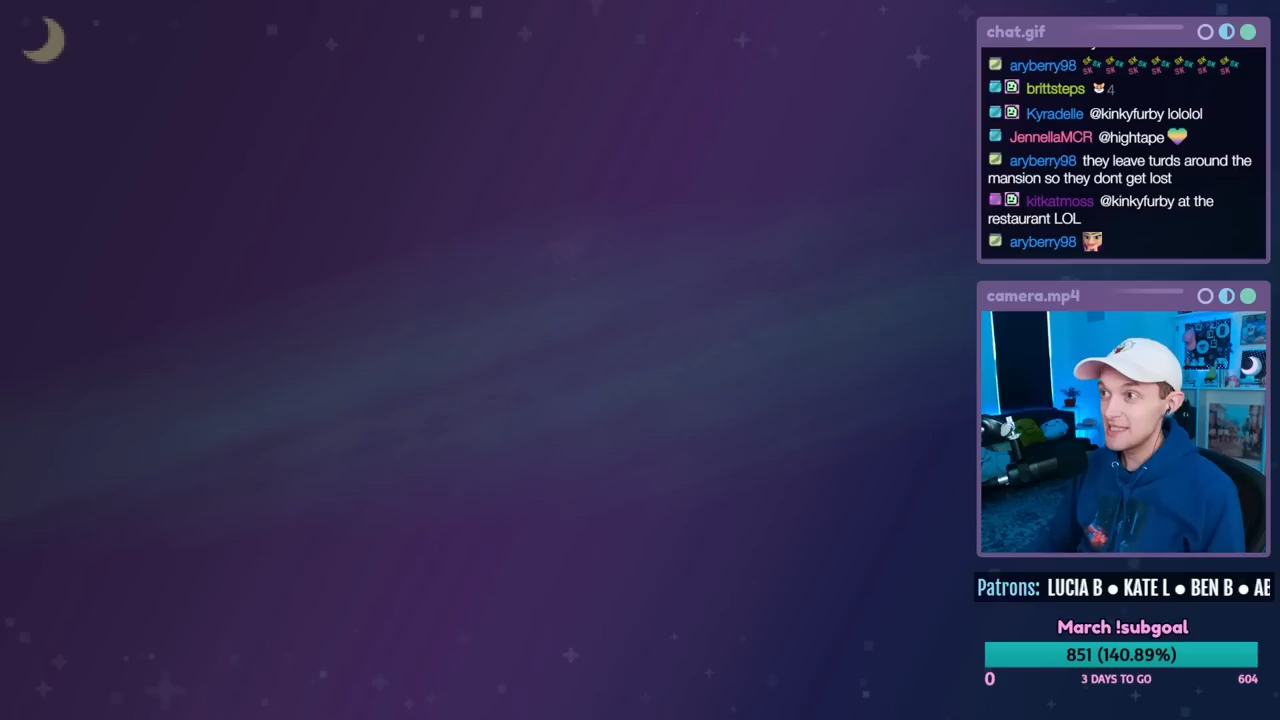 chat.gif
aryberry98
brittsteps 4
Kyradelle @kinkyfurby lololol
JennellaMCR @hightape
aryberry98 they leave turds around the
mansion so they dont get lost
kitkatmoss @kinkyfurby at the
restaurant LOL
aryberry98
camera.mp4
Patrons: LUCIA B ● KATE L ● BEN B ● AB
March !subgoal
851 (140.89%)
0 3 DAYS TO GO 604